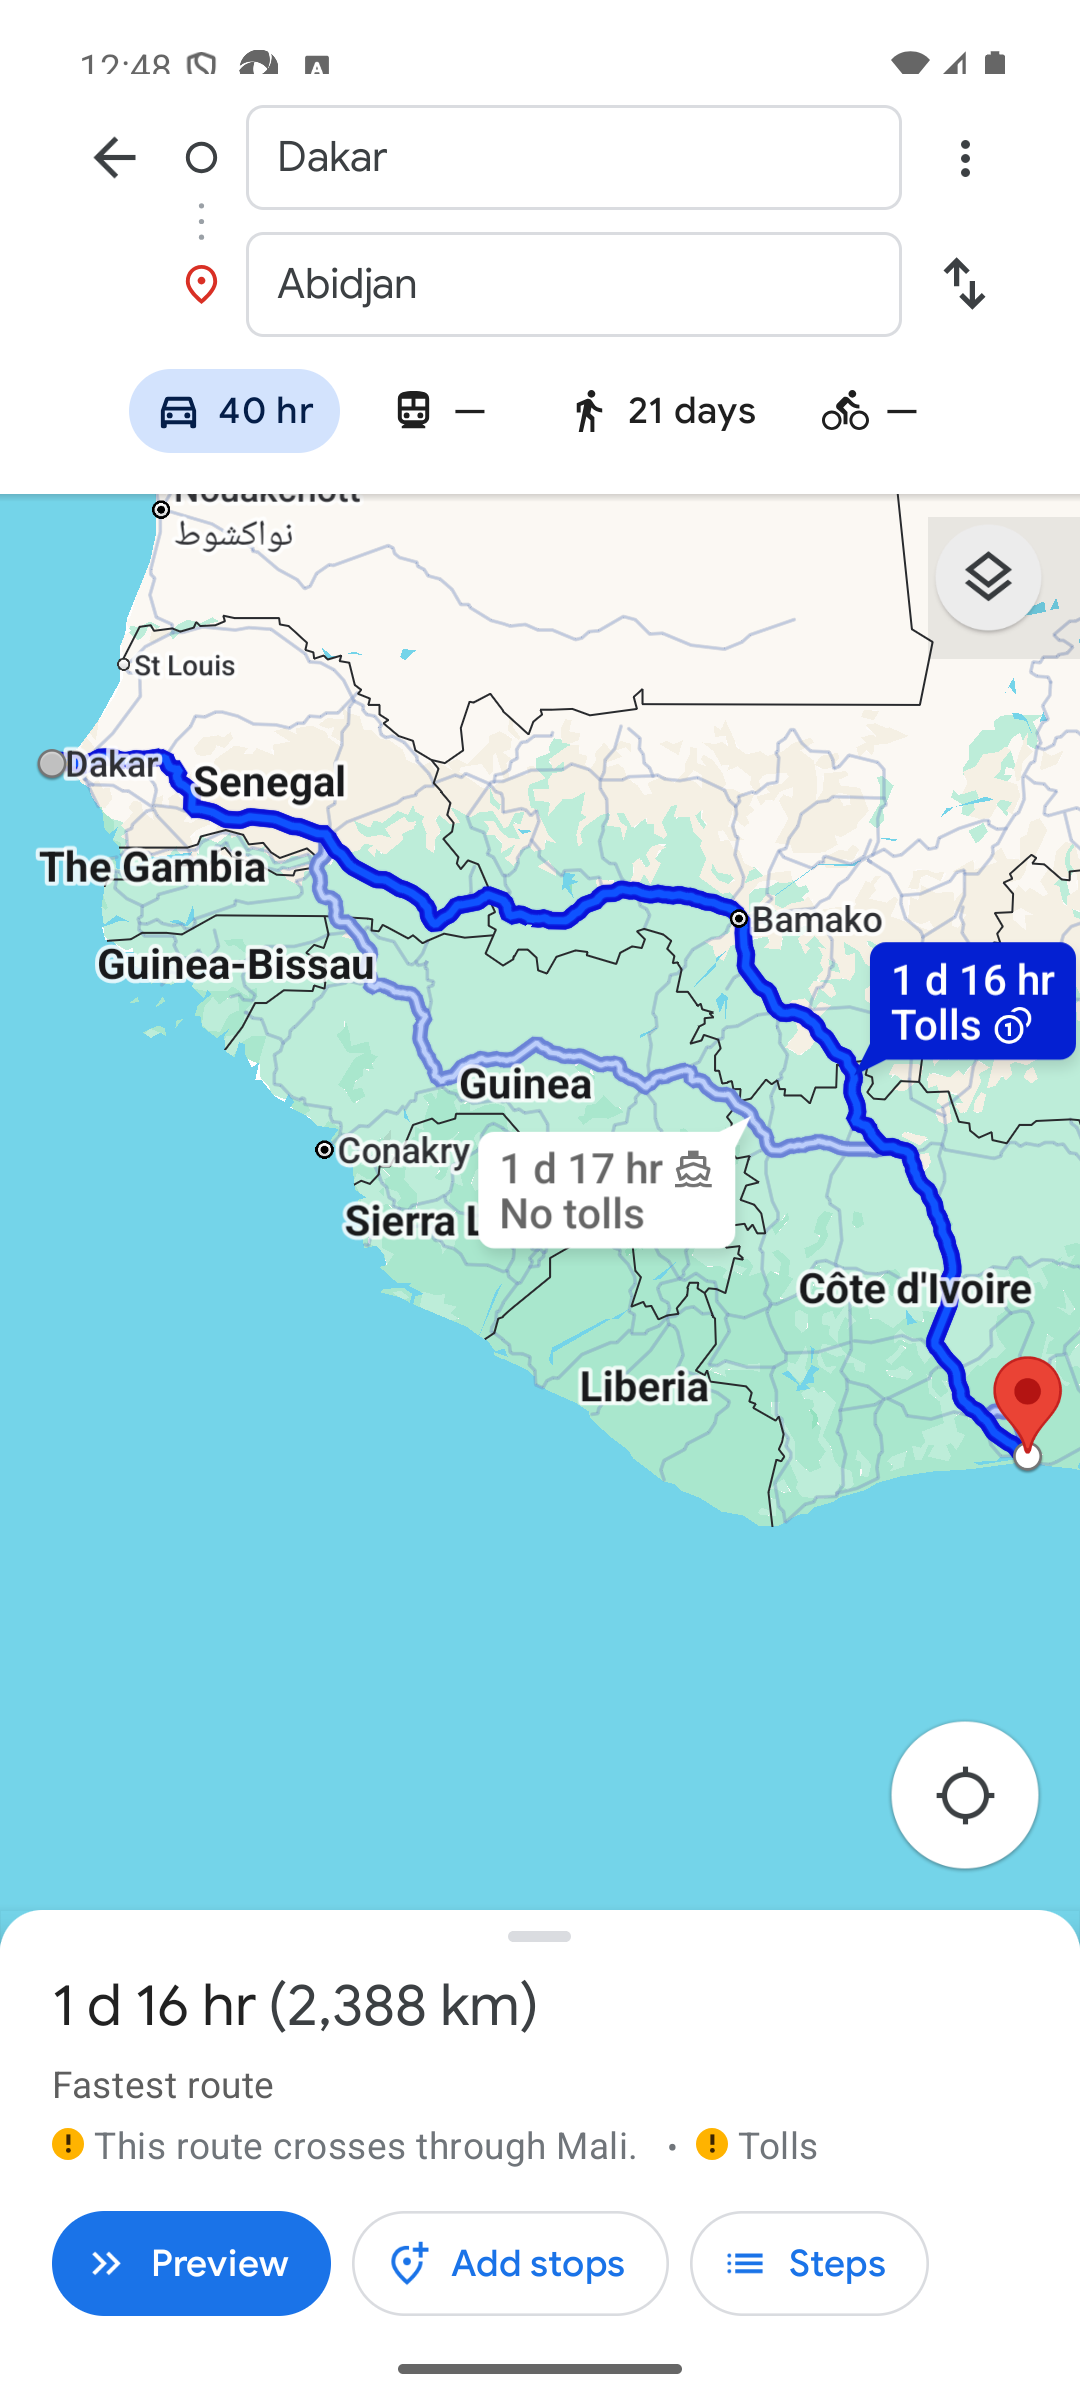 12:48
Dakar
Abidjan
40 hr
—
21 days
—
Nouakchott
نواكشوط
St Louis
Dakar
Senegal
The Gambia
Bamako
Guinea-Bissau
1 d 16 hr
Tolls
Guinea
Conakry
1 d 17 hr
No tolls
Sierra L
Côte d'Ivoire
Liberia
1 d 16 hr (2,388 km)
Fastest route
This route crosses through Mali. • Tolls
Preview
Add stops
Steps